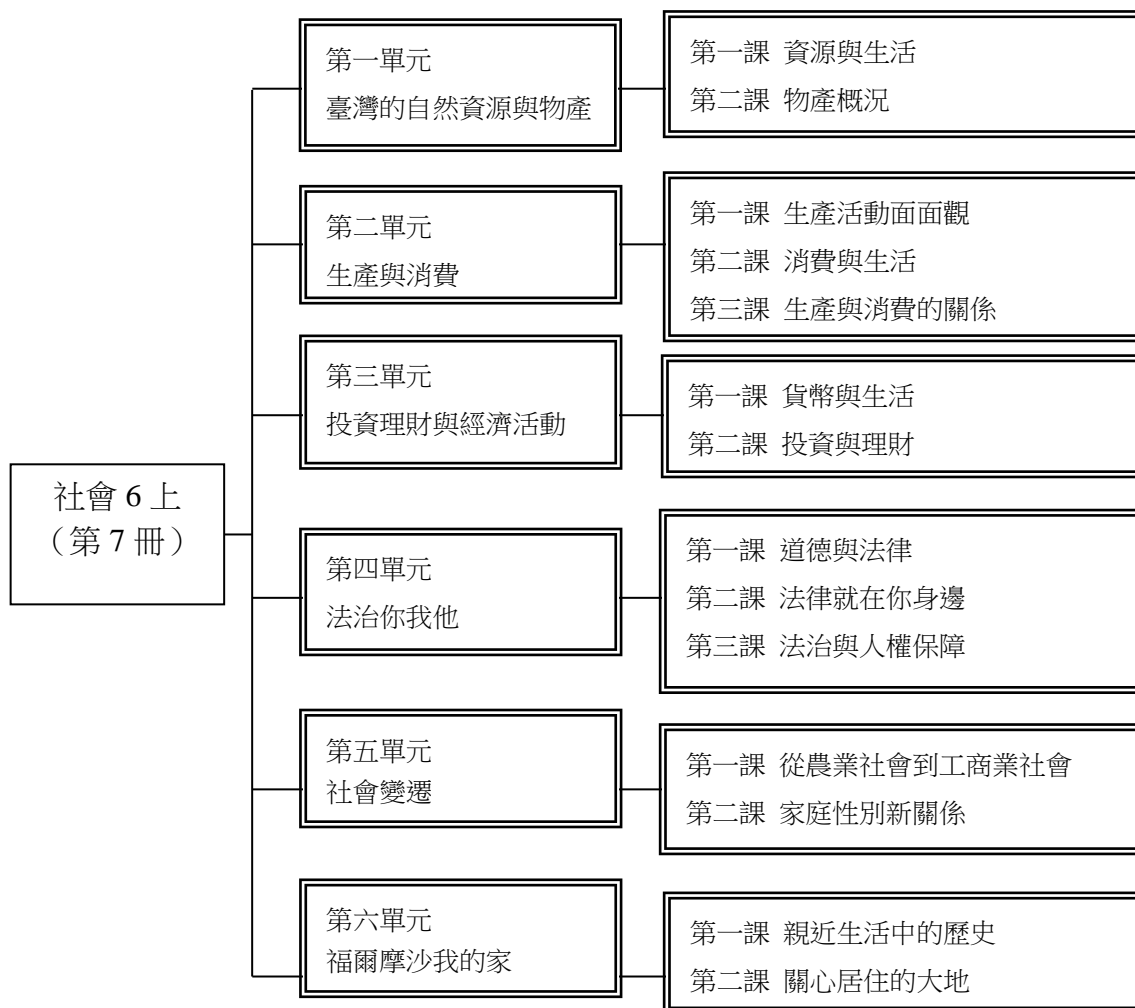 社會 6 上
（第 7 冊）
第一單元
臺灣的自然資源與物產
第一課 資源與生活
第二課 物產概況
第二單元
生產與消費
第一課 生產活動面面觀
第二課 消費與生活
第三課 生產與消費的關係
第三單元
投資理財與經濟活動
第一課 貨幣與生活
第二課 投資與理財
第四單元
法治你我他
第一課 道德與法律
第二課 法律就在你身邊
第三課 法治與人權保障
第五單元
社會變遷
第一課 從農業社會到工商業社會
第二課 家庭性別新關係
第六單元
福爾摩沙我的家
第一課 親近生活中的歷史
第二課 關心居住的大地